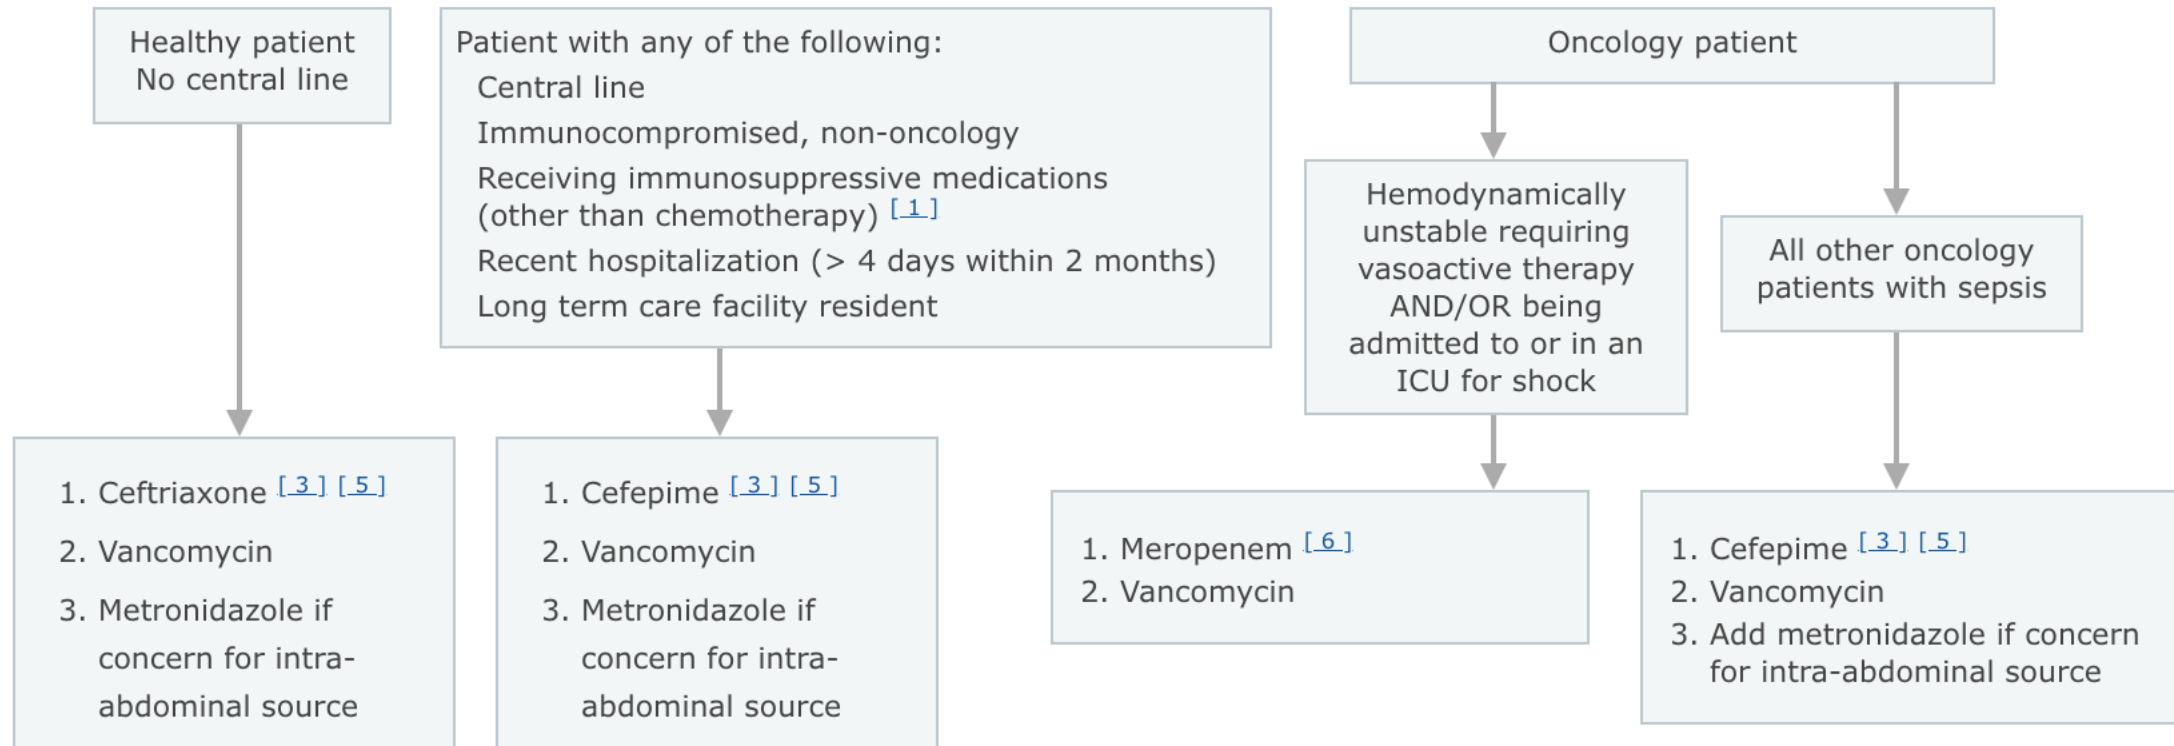 Healthy patient
No central line
Patient with any of the following:
Central line
Immunocompromised, non-oncology
Receiving immunosuppressive medications
(other than chemotherapy) [ 1 ]
Recent hospitalization (> 4 days within 2 months)
Long term care facility resident
Oncology patient
Hemodynamically
unstable requiring
vasoactive therapy
AND/OR being
admitted to or in an
ICU for shock
All other oncology
patients with sepsis
1. Ceftriaxone [ 3 ] [ 5 ]
2. Vancomycin
3. Metronidazole if
concern for intra-
abdominal source
1. Cefepime [ 3 ] [ 5 ]
2. Vancomycin
3. Metronidazole if
concern for intra-
abdominal source
1. Meropenem [ 6 ]
2. Vancomycin
1. Cefepime [ 3 ] [ 5 ]
2. Vancomycin
3. Add metronidazole if concern
for intra-abdominal source